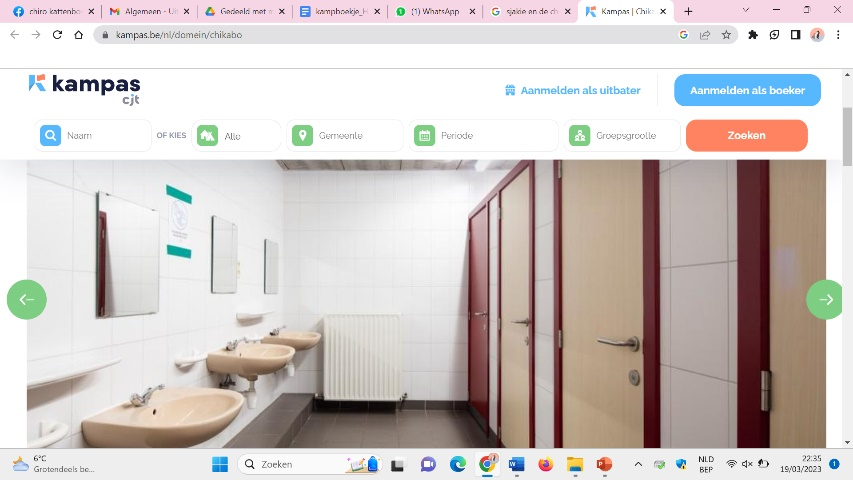 chiro kattenbo
Algemeen - Uit
Gedeeld met m
kampboekje_H
(1) WhatsApp
sjakie en de ch
Kampas | Chik
kampas.be/nl/domein/chikabo
kampas
cjt
Aanmelden als uitbater
Aanmelden als boeker
Naam
OF KIES
Alle
Gemeente
Periode
Groepsgrootte
Zoeken
6°C
Grotendeels be...
Zoeken
NLD
BEP
22:35
19/03/2023